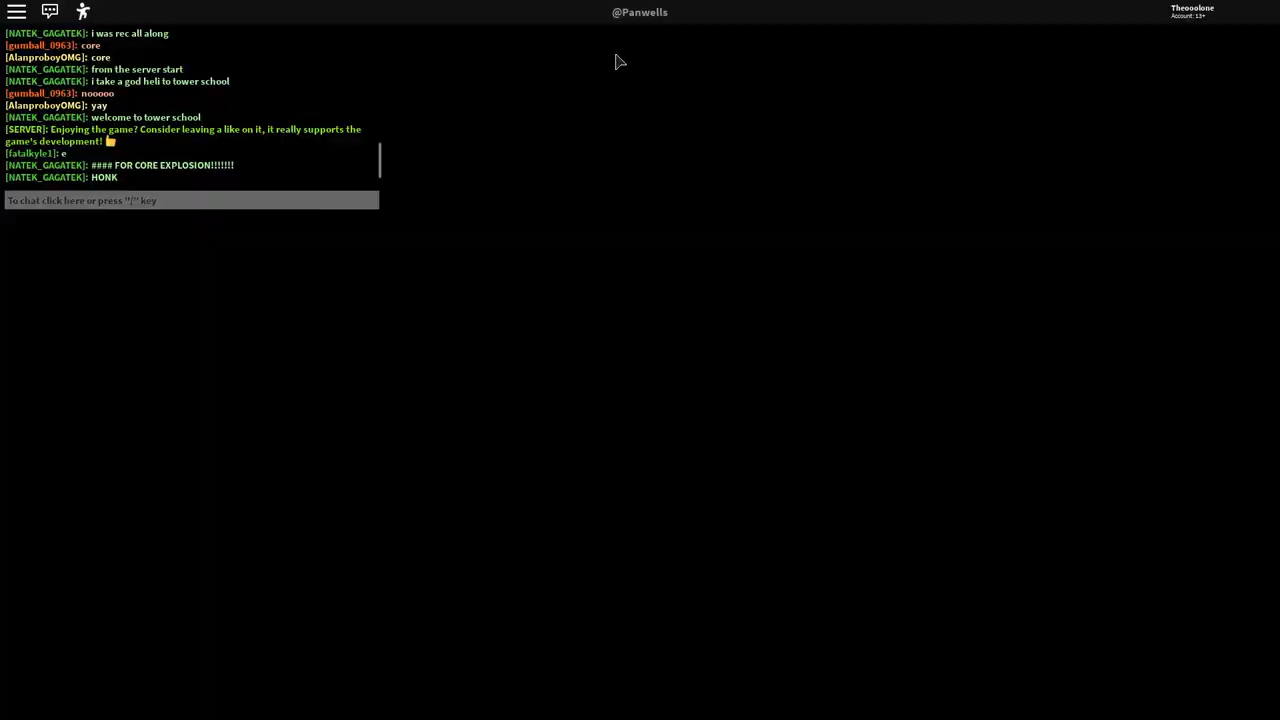 @Panwells
Theooolone
Account: 13+
[NATEK_GAGATEK]: i was rec all along
[gumball_0963]: core
[AlanproboyOMG]: core
[NATEK_GAGATEK]: from the server start
[NATEK_GAGATEK]: i take a god heli to tower school
[gumball_0963]: nooooo
[AlanproboyOMG]: yay
[NATEK_GAGATEK]: welcome to tower school
[SERVER]: Enjoying the game? Consider leaving a like on it, it really supports the
game's development! 👍
[fatalkyle1]: e
[NATEK_GAGATEK]: #### FOR CORE EXPLOSION!!!!!!!
[NATEK_GAGATEK]: HONK
To chat click here or press "/" key